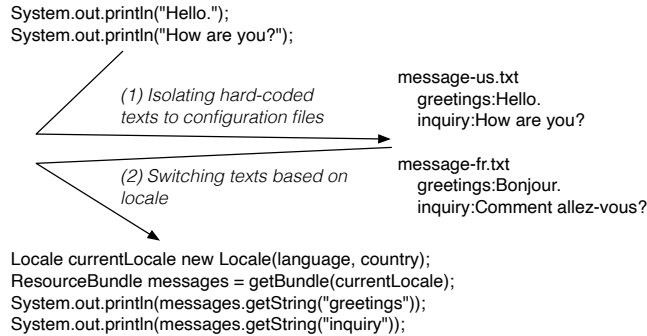 System.out.println("Hello.");
System.out.println("How are you?");
(1) Isolating hard-coded
texts to configuration files
message-us.txt
greetings:Hello.
inquiry:How are you?
message-fr.txt
greetings:Bonjour.
inquiry:Comment allez-vous?
(2) Switching texts based on
locale
Locale currentLocale new Locale(language, country);
ResourceBundle messages = getBundle(currentLocale);
System.out.println(messages.getString("greetings"));
System.out.println(messages.getString("inquiry"));